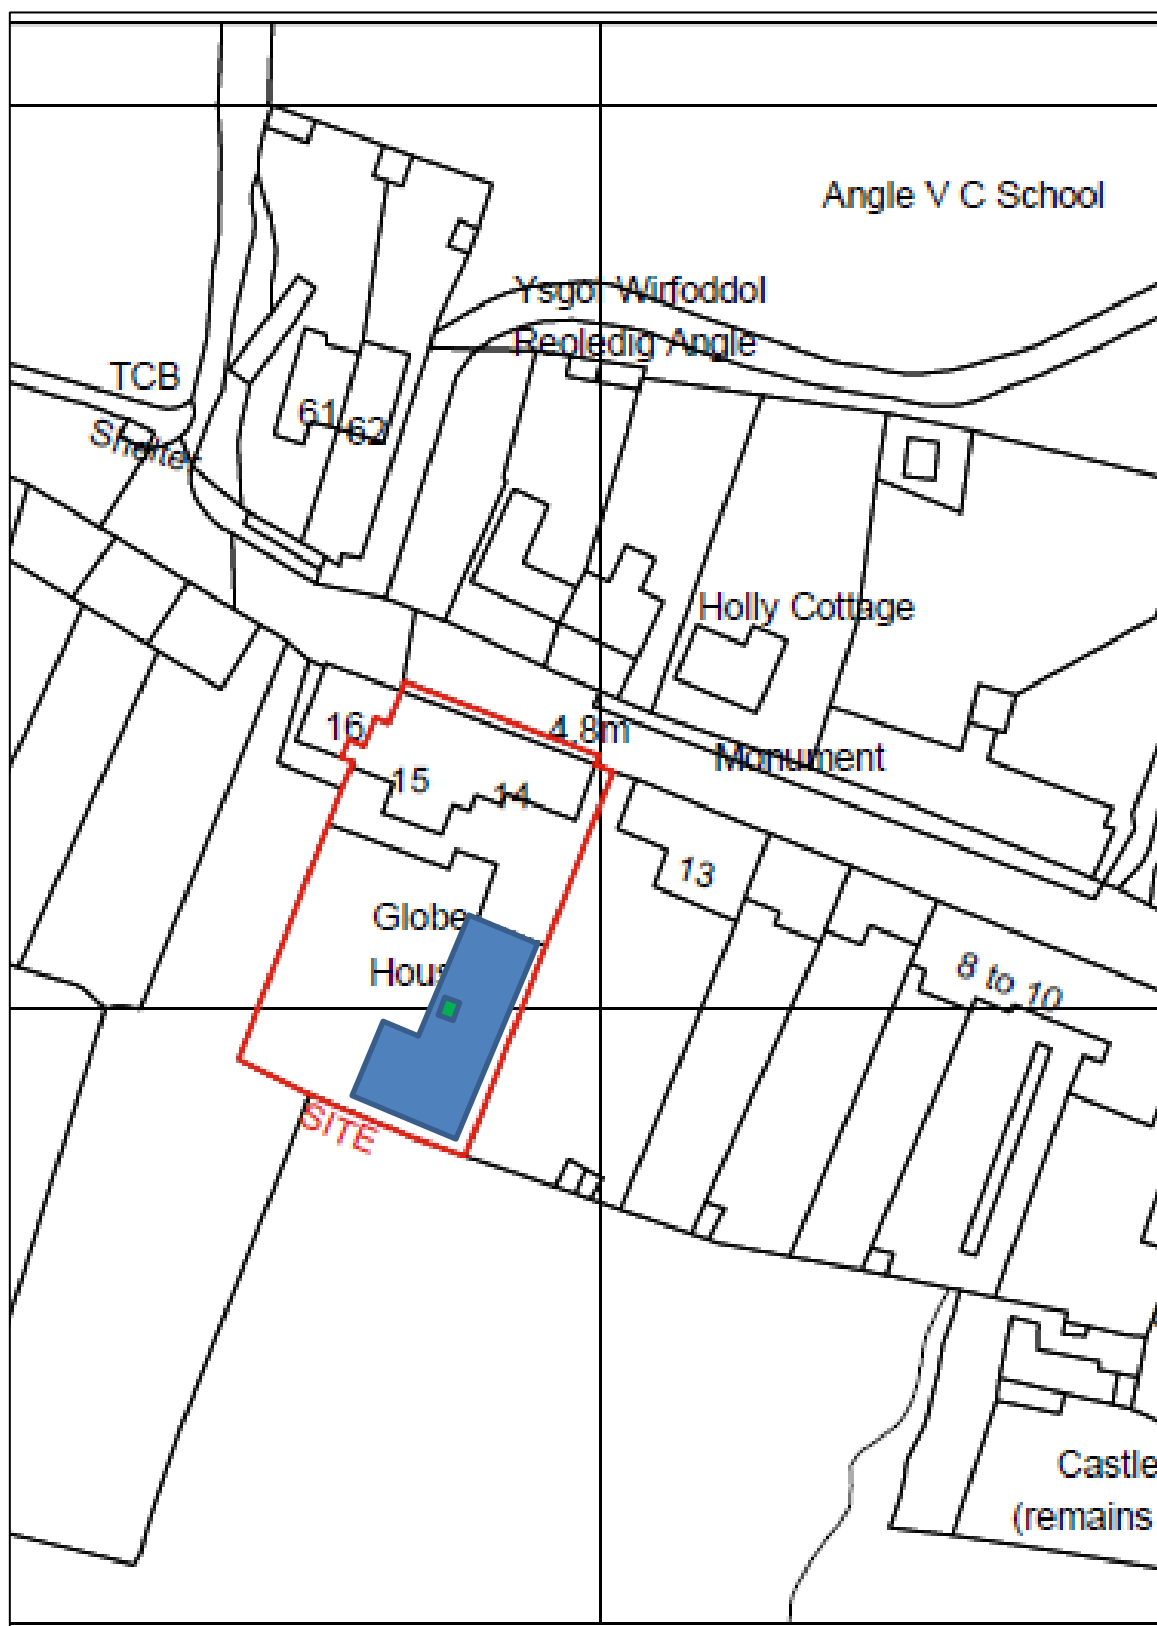 Angle V C School
Ysgol Wirfoddol
Reoledig Angle
TCB
Shelter
61
62
Holly Cottage
16
4.8m
Monument
15
14
13
Globe
House
8 to 10
SITE
Castle
(remains